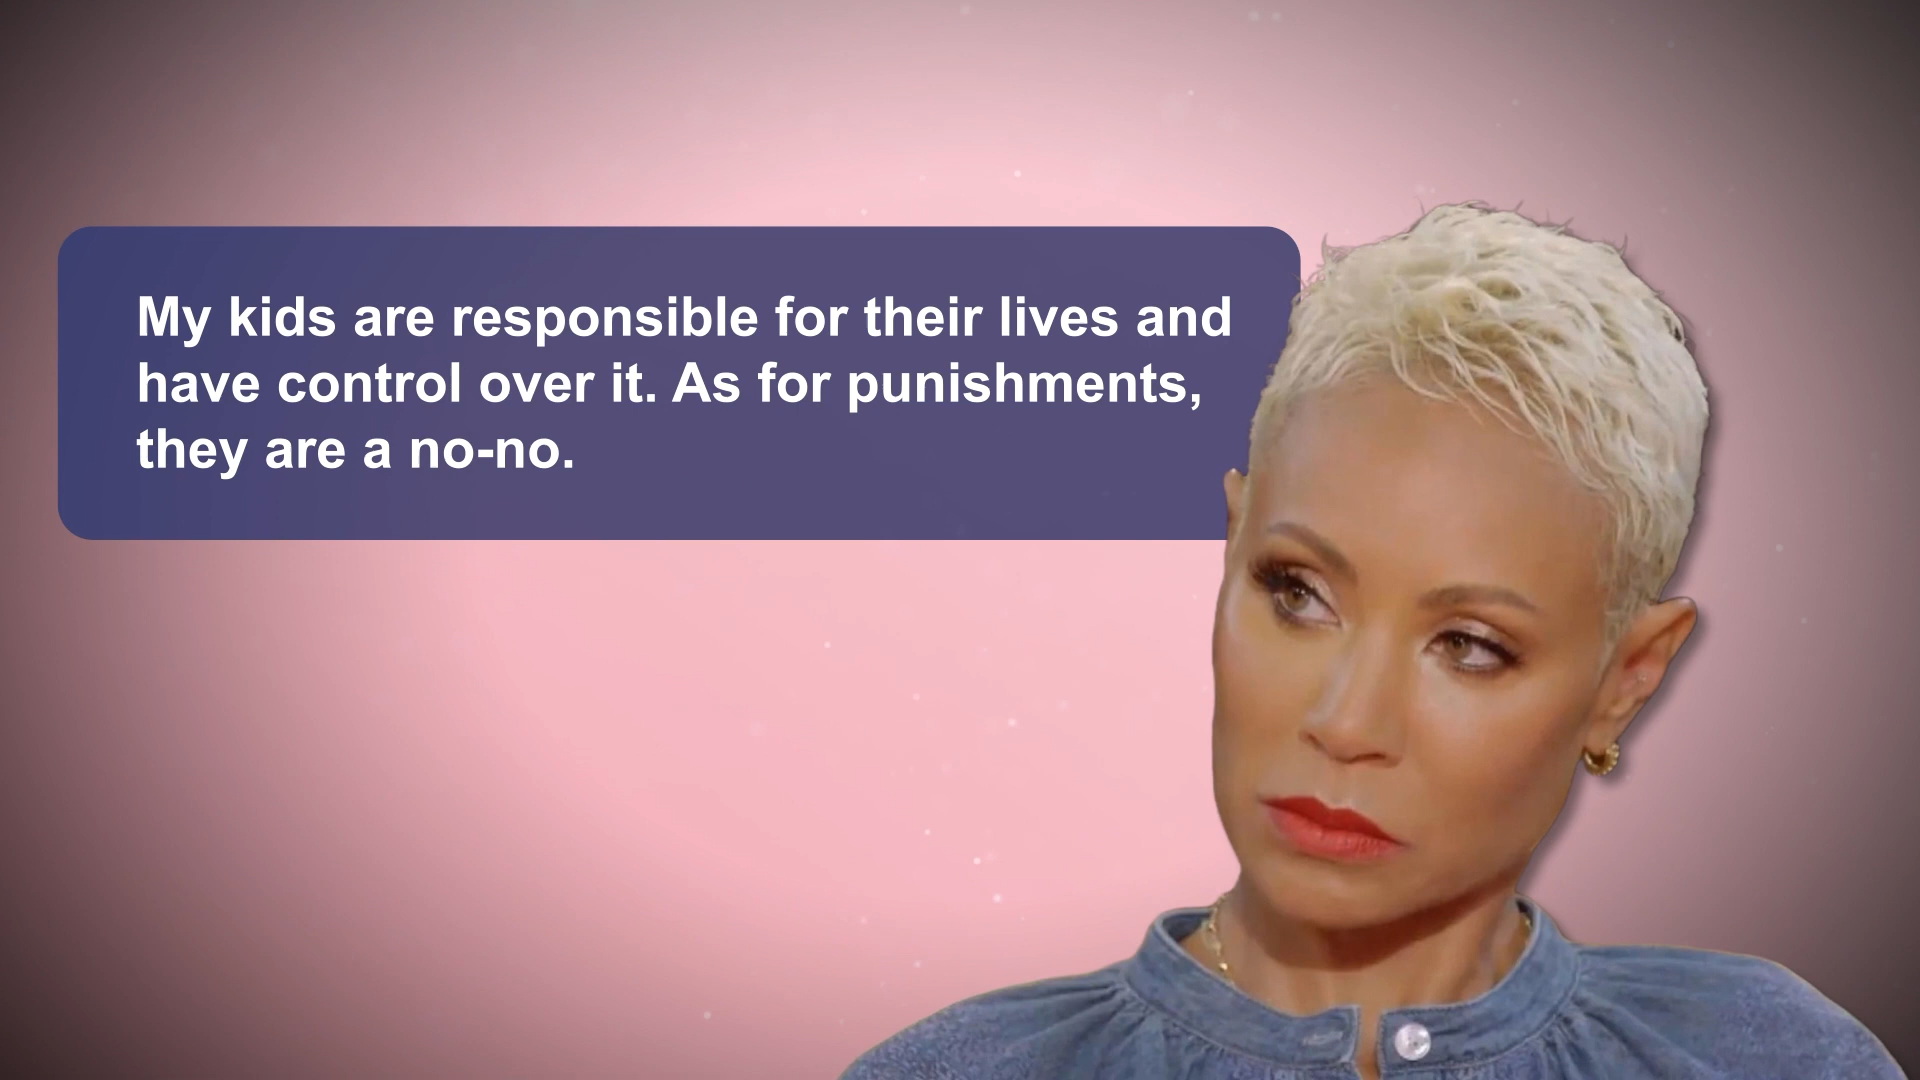 My kids are responsible for their lives and
have control over it. As for punishments,
they are a no-no.